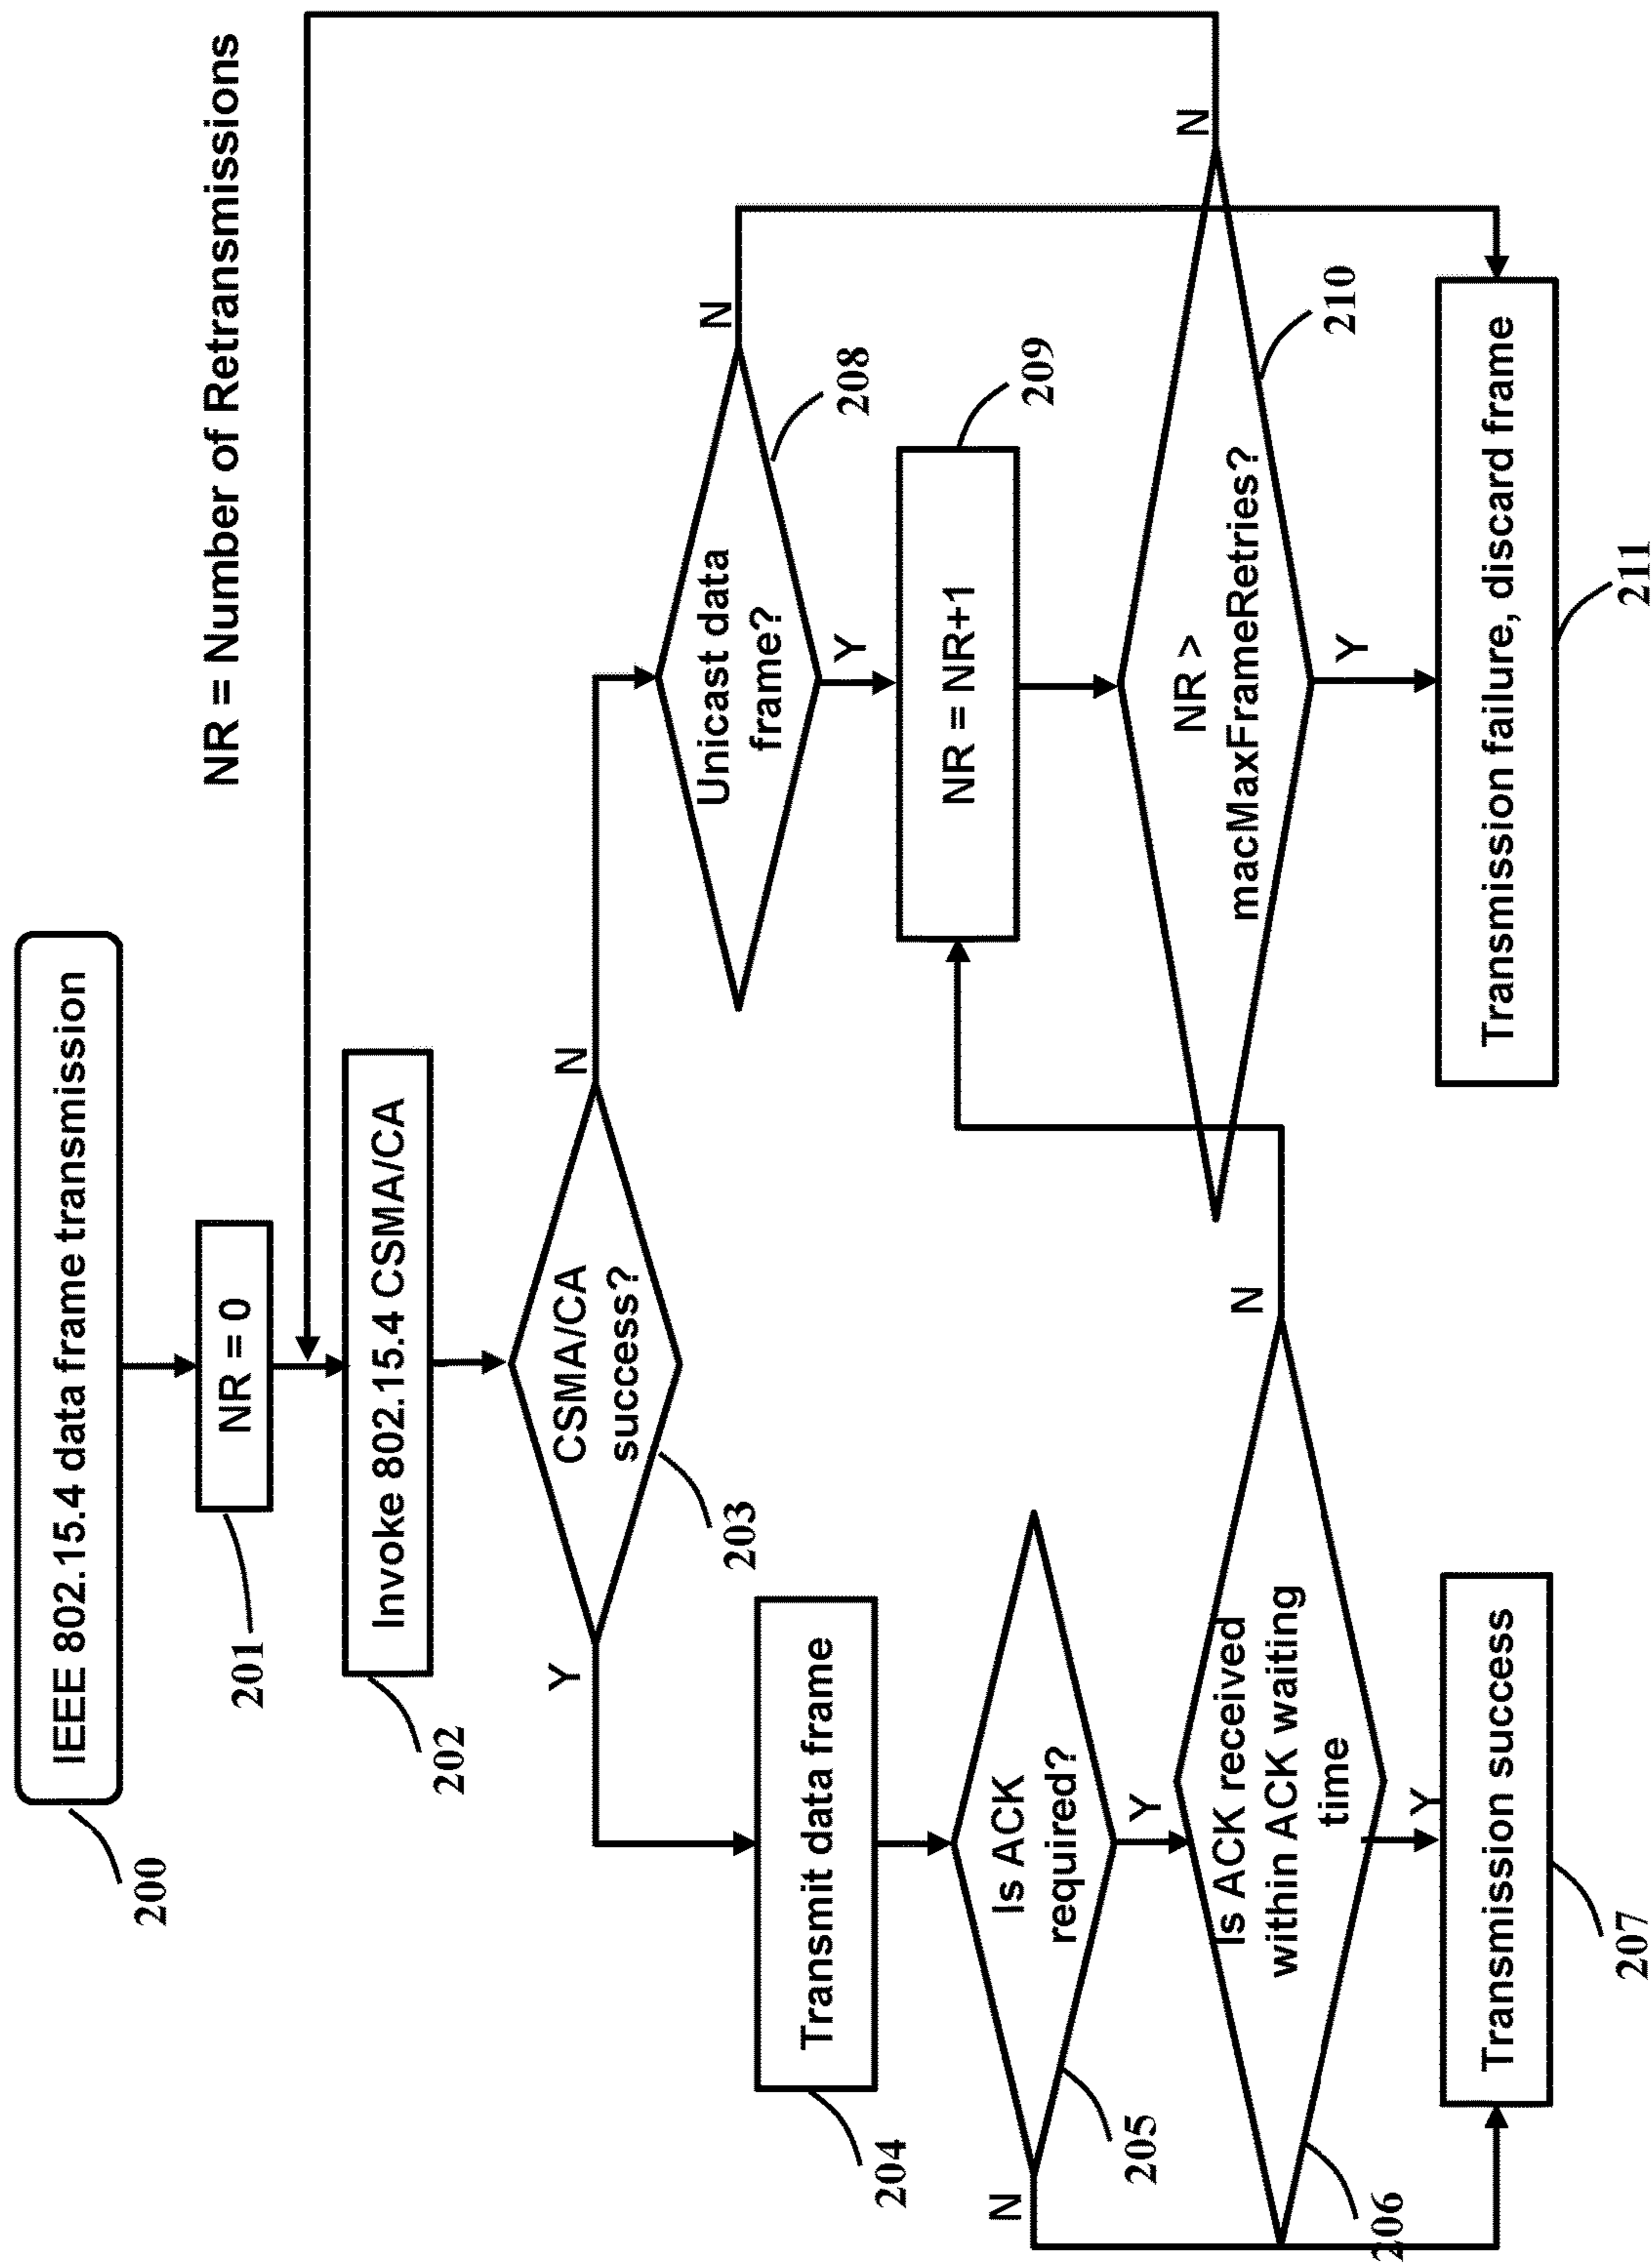 IEEE 802.15.4 data frame transmission
200
NR = Number of Retransmissions
NR = 0
201
Invoke 802.15.4 CSMA/CA
202
CSMA/CA
success?
203
Y
N
Transmit data frame
204
Unicast data
frame?
208
N
Y
Is ACK
required?
205
N
Y
NR = NR+1
209
Is ACK received
within ACK waiting
time
206
N
Y
NR >
macMaxFrameRetries?
210
N
Y
Transmission success
207
Transmission failure, discard frame
211